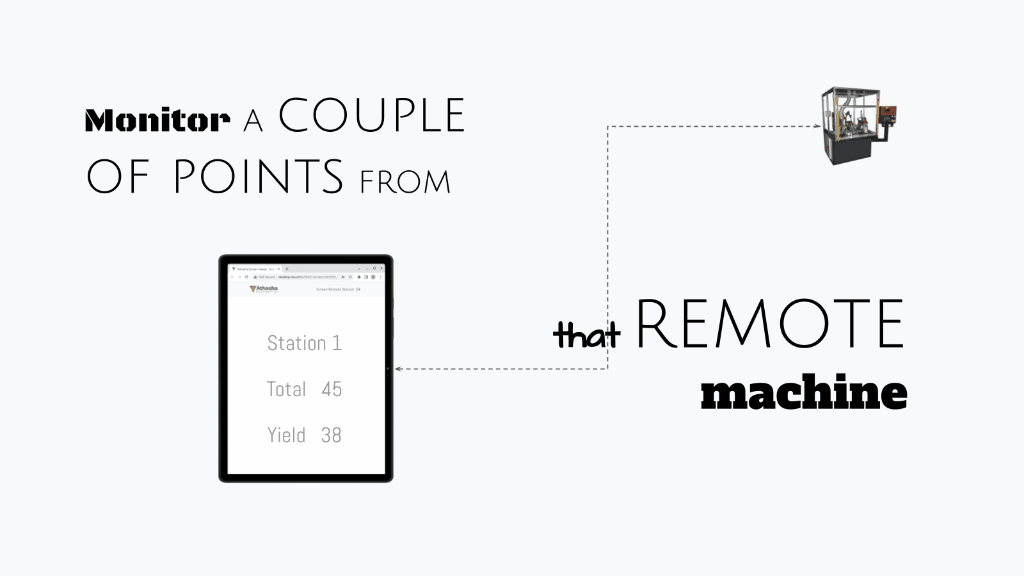 Monitor A COUPLE
OF POINTS FROM
Athasha
Station 1
Total 45
Yield 38
that REMOTE
machine